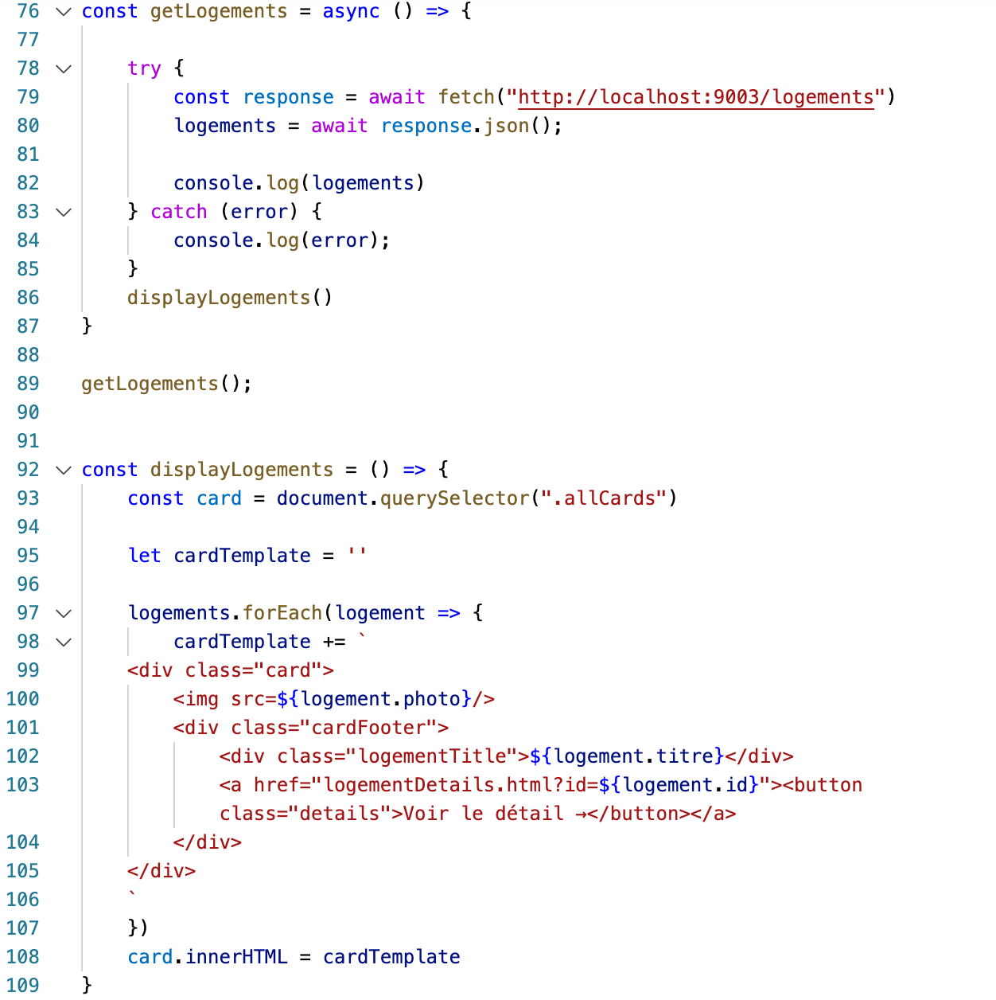 76 const getLogements = async () => {
77
78 try {
79 const response = await fetch("http://localhost:9003/logements")
80 logements = await response.json();
81
82 console.log(logements)
83 } catch (error) {
84 console.log(error);
85 }
86 displayLogements()
87 }
88
89 getLogements();
90
91
92 const displayLogements = () => {
93 const card = document.querySelector(".allCards")
94
95 let cardTemplate = ''
96
97 logements.forEach(logement => {
98 cardTemplate += `
99 <div class="card">
100 <img src=${logement.photo}/>
101 <div class="cardFooter">
102 <div class="logementTitle">${logement.titre}</div>
103 <a href="logementDetails.html?id=${logement.id}"><button
class="details">Voir le détail →</button></a>
104 </div>
105 </div>
106 `
107 })
108 card.innerHTML = cardTemplate
109 }